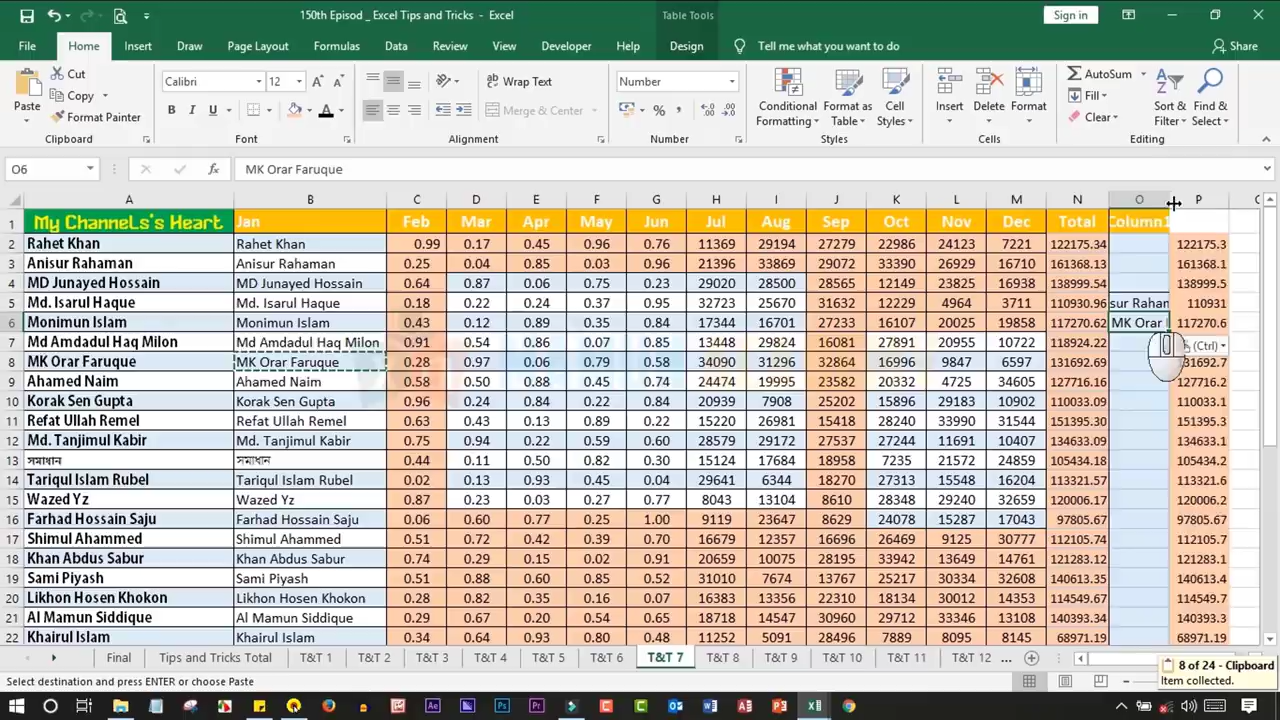 150th Episod _ Excel Tips and Tricks - Excel
Table Tools
Sign in
File Home Insert Draw Page Layout Formulas Data Review View Developer Help Design Tell me what you want to do Share
Paste
Cut
Copy
Format Painter
Clipboard
Calibri 12
B I U
Font
Wrap Text
Merge & Center
Alignment
Number
Number
Conditional Formatting
Format as Table
Cell Styles
Styles
Insert Delete Format
Cells
AutoSum
Fill
Clear
Sort & Filter
Find & Select
Editing
O6 fx MK Orar Faruque
A B C D E F G H I J K L M N O P
1 My ChanneLs's Heart Jan Feb Mar Apr May Jun Jul Aug Sep Oct Nov Dec Total Column1
2 Rahet Khan Rahet Khan 0.99 0.17 0.45 0.96 0.76 11369 29194 27279 22986 24123 7221 122175.34 122175.3
3 Anisur Rahaman Anisur Rahaman 0.25 0.04 0.85 0.03 0.96 21396 33869 29072 33390 26929 16710 161368.13 161368.1
4 MD Junayed Hossain MD Junayed Hossain 0.64 0.87 0.06 0.75 0.71 29020 28500 28565 12149 23825 16938 138999.54 138999.5
5 Md. Isarul Haque Md. Isarul Haque 0.18 0.22 0.24 0.37 0.95 32723 25670 31632 12222 4964 3711 110930.96 sur Raham 110931
6 Monimun Islam Monimun Islam 0.43 0.12 0.89 0.35 0.84 17344 16701 27233 16107 20025 19858 117270.62 MK Orar 117270.6
7 Md Amdadul Haq Milon Md Amdadul Haq Milon 0.91 0.54 0.86 0.07 0.85 13448 29824 16081 27891 20955 10722 118924.22 (Ctrl)
8 MK Orar Faruque MK Orar Faruque 0.28 0.97 0.06 0.79 0.58 34090 31296 32864 16996 9847 6597 131692.69 31692.7
9 Ahamed Naim Ahamed Naim 0.58 0.50 0.88 0.45 0.74 24474 19995 23582 20332 4725 34605 127716.16 127716.2
10 Korak Sen Gupta Korak Sen Gupta 0.96 0.24 0.84 0.22 0.84 20939 7908 25202 15896 29183 10902 110033.09 110033.1
11 Refat Ullah Remel Refat Ullah Remel 0.63 0.43 0.13 0.89 0.22 15220 26981 15418 28240 33990 31544 151395.30 151395.3
12 Md. Tanjimul Kabir Md. Tanjimul Kabir 0.75 0.94 0.22 0.59 0.60 28579 29172 27537 27244 11691 10407 134633.09 134633.1
13 সমাধান সমাধান 0.44 0.11 0.50 0.82 0.30 15124 17684 18958 7235 21572 24859 105434.18 105434.2
14 Tariqul Islam Rubel Tariqul Islam Rubel 0.02 0.13 0.93 0.45 0.04 29641 6344 18270 27313 15548 16204 113321.57 113321.6
15 Wazed Yz Wazed Yz 0.87 0.23 0.03 0.27 0.77 8043 13104 8610 28348 29240 32659 120006.17 120006.2
16 Farhad Hossain Saju Farhad Hossain Saju 0.06 0.60 0.77 0.25 1.00 9119 23647 8629 24078 15287 17043 97805.67 97805.67
17 Shimul Ahammed Shimul Ahammed 0.51 0.72 0.42 0.39 0.70 16679 12576 16696 26469 9125 30777 112105.74 112105.7
18 Khan Abdus Sabur Khan Abdus Sabur 0.74 0.29 0.15 0.02 0.91 20659 10075 28195 33942 13649 14761 121283.12 121283.1
19 Sami Piyash Sami Piyash 0.51 0.88 0.60 0.85 0.52 31010 7674 13767 25217 30334 32608 140613.35 140613.4
20 Likhon Hosen Khokon Likhon Hosen Khokon 0.28 0.82 0.35 0.16 0.07 16383 13356 22310 18134 30012 14353 114549.67 114549.7
21 Al Mamun Siddique Al Mamun Siddique 0.29 0.67 0.20 0.54 0.65 18718 14547 30960 29712 33346 13108 140393.34 140393.3
22 Khairul Islam Khairul Islam 0.34 0.64 0.93 0.80 0.48 11252 5091 28496 7889 8095 8145 68971.19 68971.19
Final Tips and Tricks Total T&T 1 T&T 2 T&T 3 T&T 4 T&T 5 T&T 6 T&T 7 T&T 8 T&T 9 T&T 10 T&T 11 T&T 12 ...
8 of 24 - Clipboard
Item collected.
Select destination and press ENTER or choose Paste